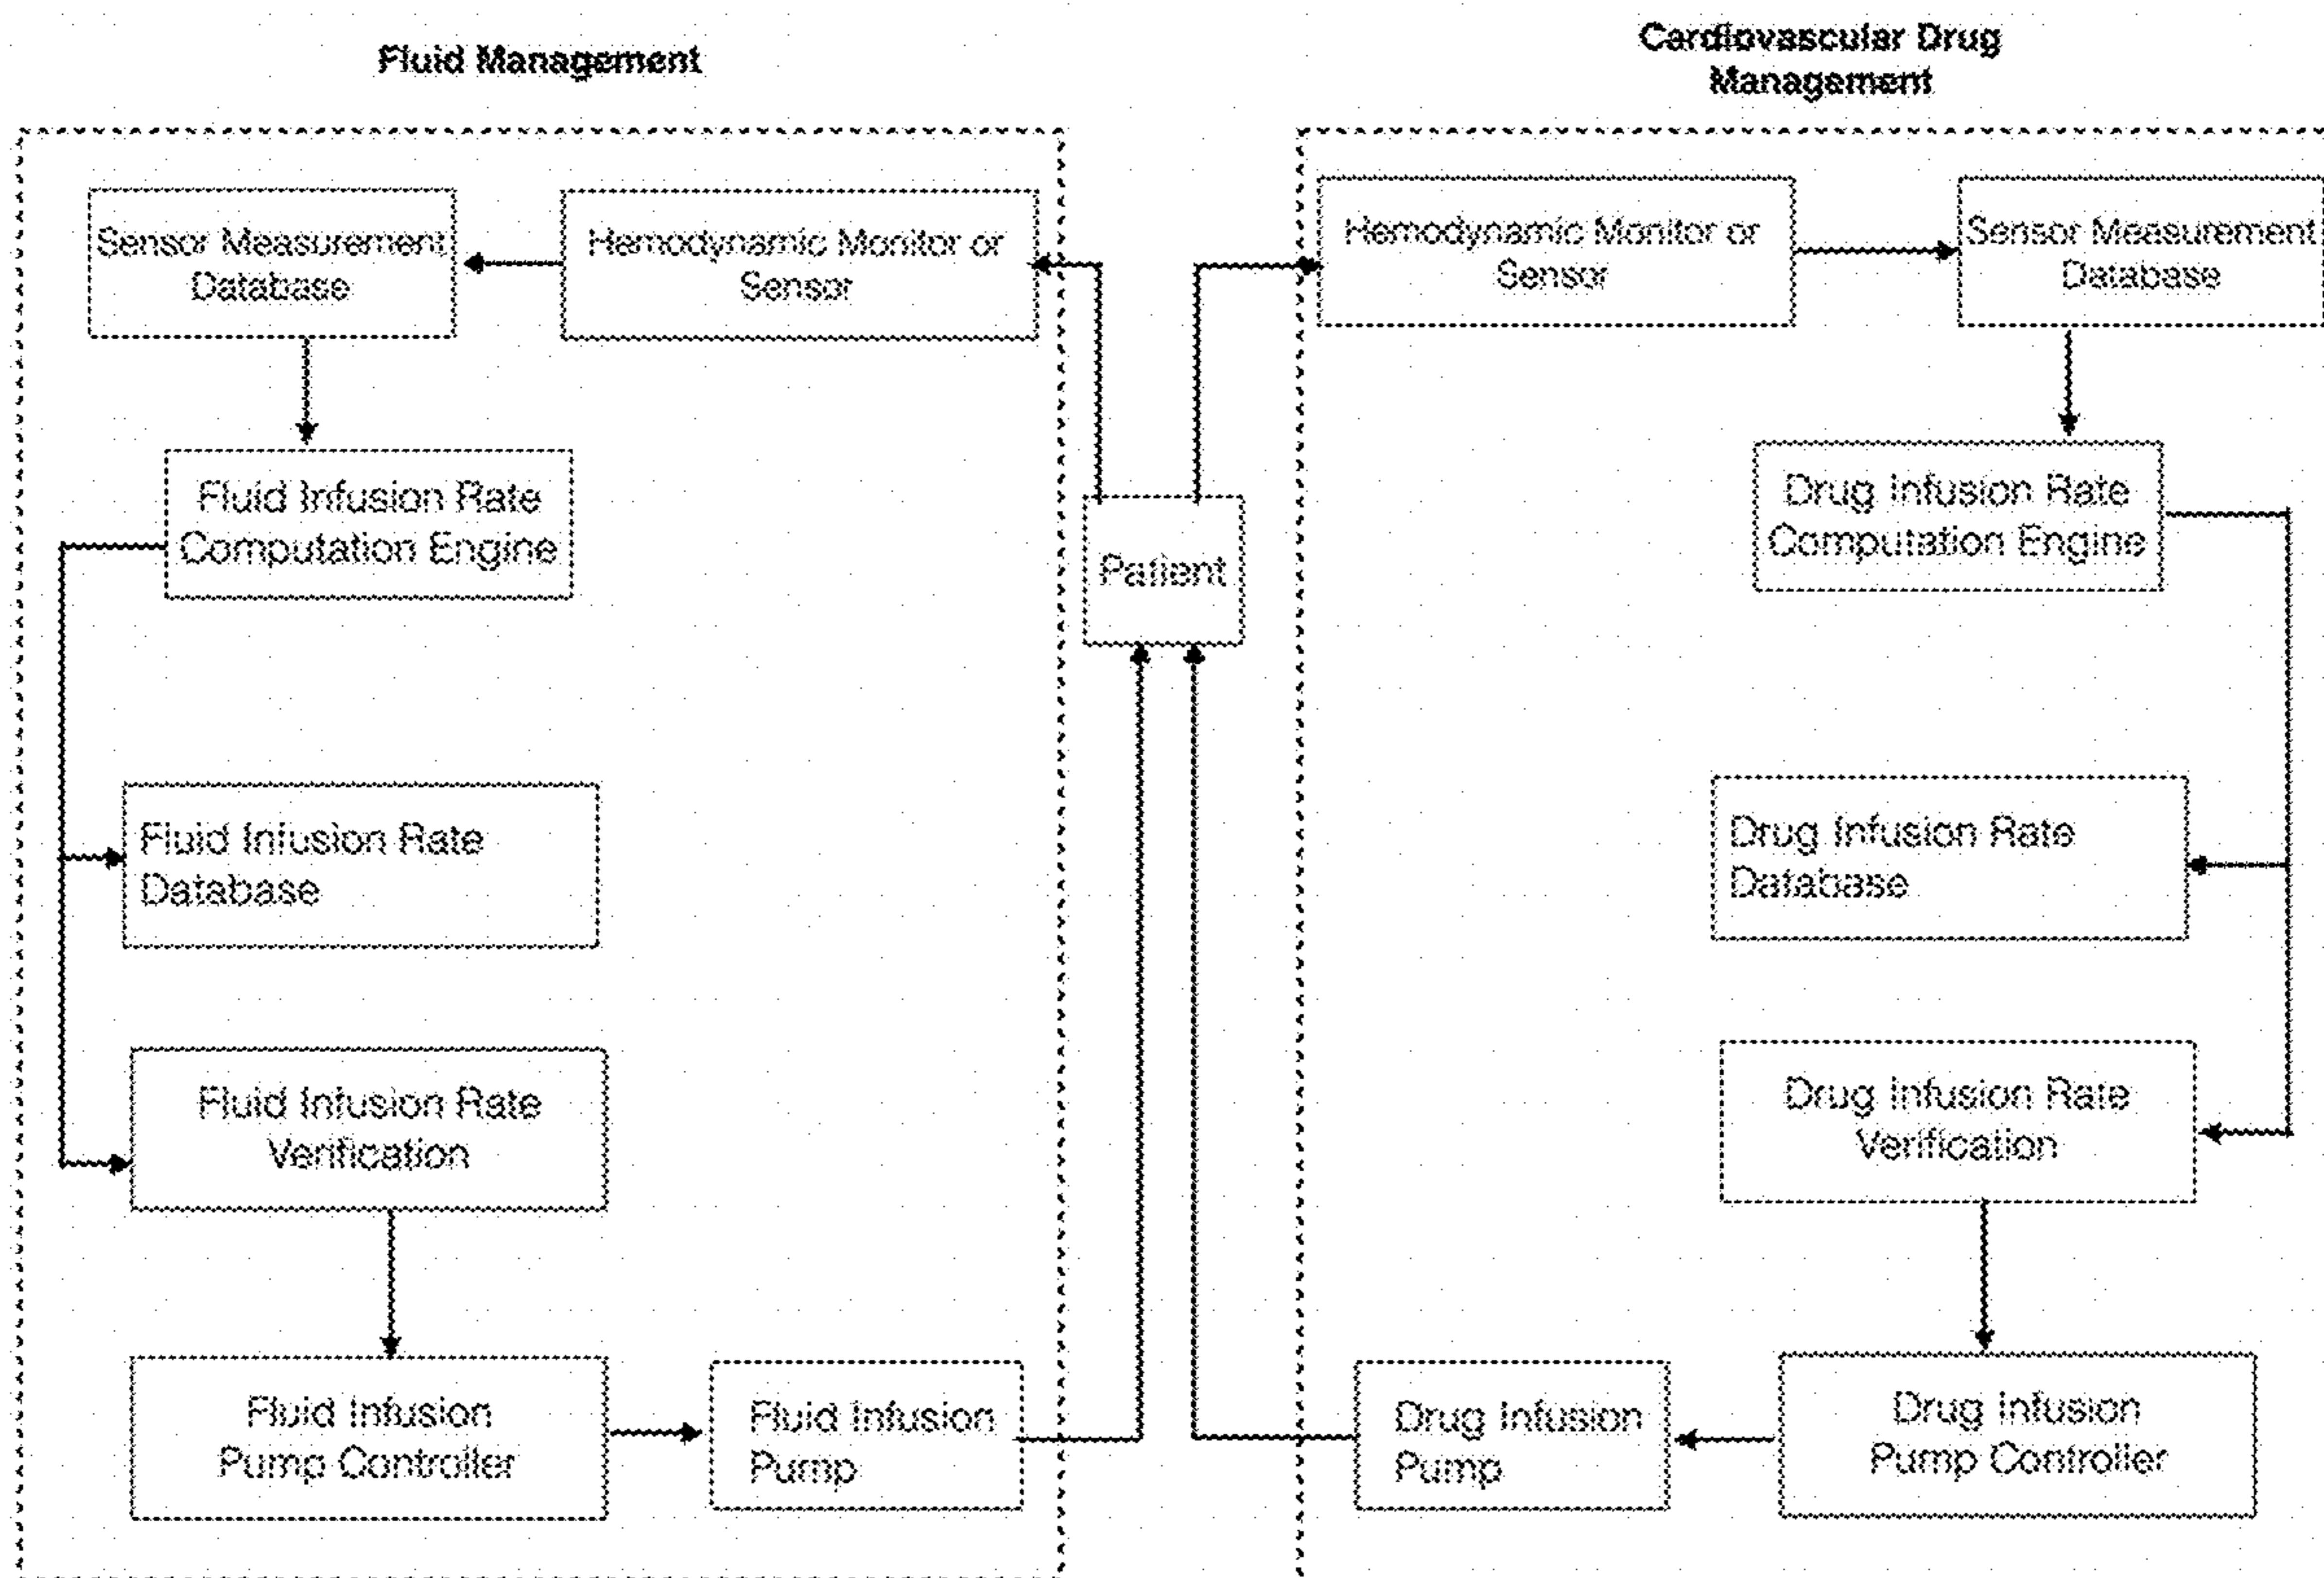 Fluid Management
Cardiovascular Drug
Management
Sensor Measurement
Database
Hemodynamic Monitor or
Sensor
Fluid Infusion Rate
Computation Engine
Fluid Infusion Rate
Database
Fluid Infusion Rate
Verification
Fluid Infusion
Pump Controller
Fluid Infusion
Pump
Patient
Hemodynamic Monitor or
Sensor
Sensor Measurement
Database
Drug Infusion Rate
Computation Engine
Drug Infusion Rate
Database
Drug Infusion Rate
Verification
Drug Infusion
Pump
Drug Infusion
Pump Controller